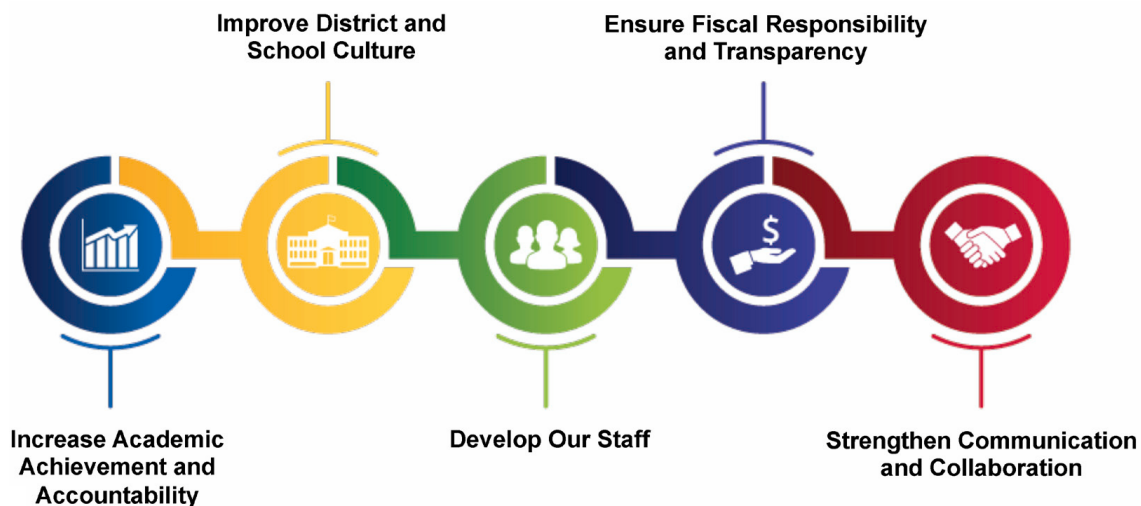 Improve District and
School Culture
Ensure Fiscal Responsibility
and Transparency
$
Increase Academic
Achievement and
Accountability
Develop Our Staff
Strengthen Communication
and Collaboration